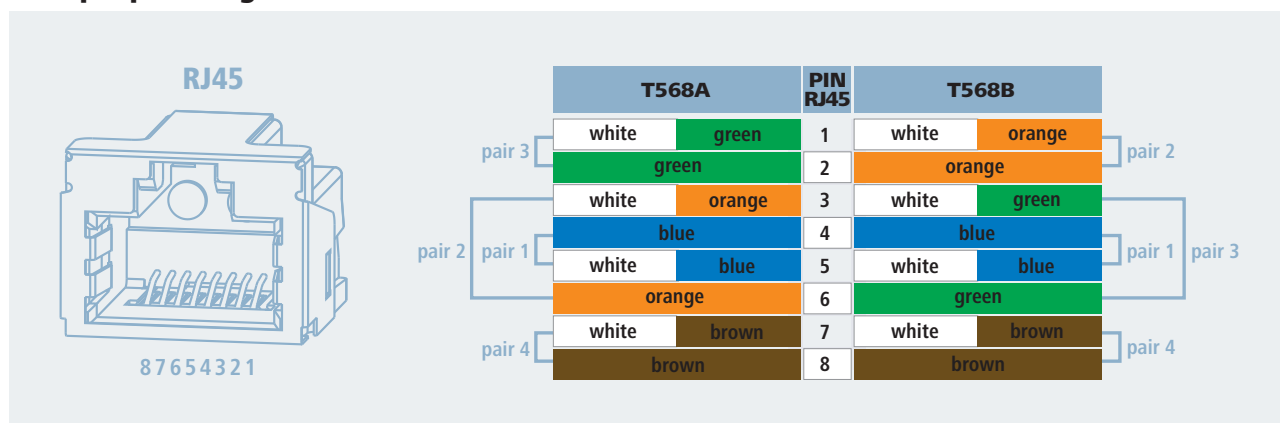 RJ45
87654321
T568A PIN RJ45 T568B
pair 3 white green 1 white orange pair 2
green 2 orange
white orange 3 white green
pair 2 pair 1 blue 4 blue pair 1 pair 3
white blue 5 white blue
orange 6 green
pair 4 white brown 7 white brown pair 4
brown 8 brown